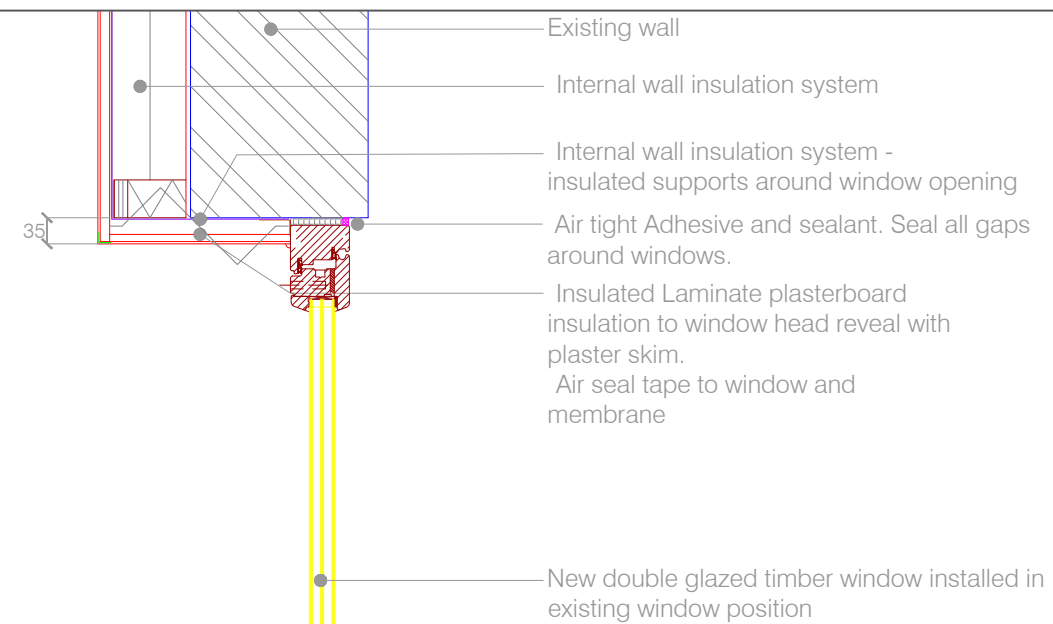 Existing wall
Internal wall insulation system
Internal wall insulation system -
insulated supports around window opening
35
Air tight Adhesive and sealant. Seal all gaps
around windows.
Insulated Laminate plasterboard
insulation to window head reveal with
plaster skim.
Air seal tape to window and
membrane
New double glazed timber window installed in
existing window position